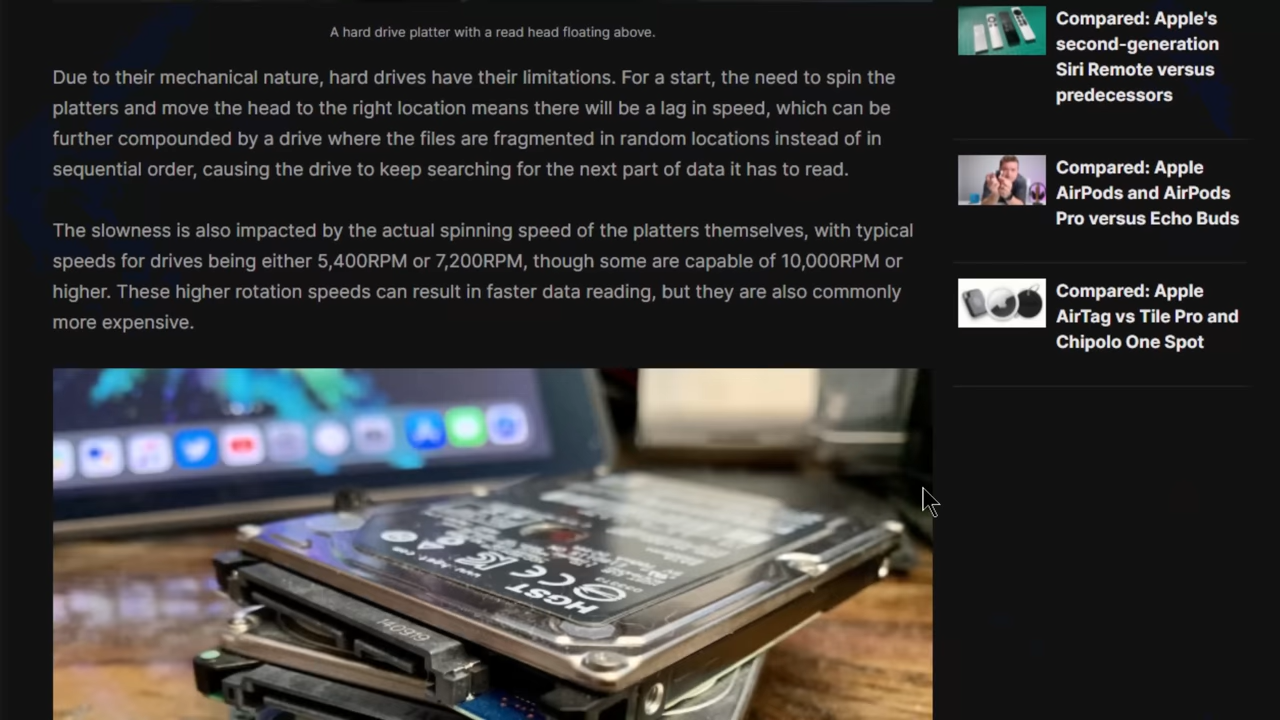 A hard drive platter with a read head floating above.
Due to their mechanical nature, hard drives have their limitations. For a start, the need to spin the
platters and move the head to the right location means there will be a lag in speed, which can be
further compounded by a drive where the files are fragmented in random locations instead of in
sequential order, causing the drive to keep searching for the next part of data it has to read.
The slowness is also impacted by the actual spinning speed of the platters themselves, with typical
speeds for drives being either 5,400RPM or 7,200RPM, though some are capable of 10,000RPM or
higher. These higher rotation speeds can result in faster data reading, but they are also commonly
more expensive.
HGST
Compared: Apple's
second-generation
Siri Remote versus
predecessors
Compared: Apple
AirPods and AirPods
Pro versus Echo Buds
Compared: Apple
AirTag vs Tile Pro and
Chipolo One Spot